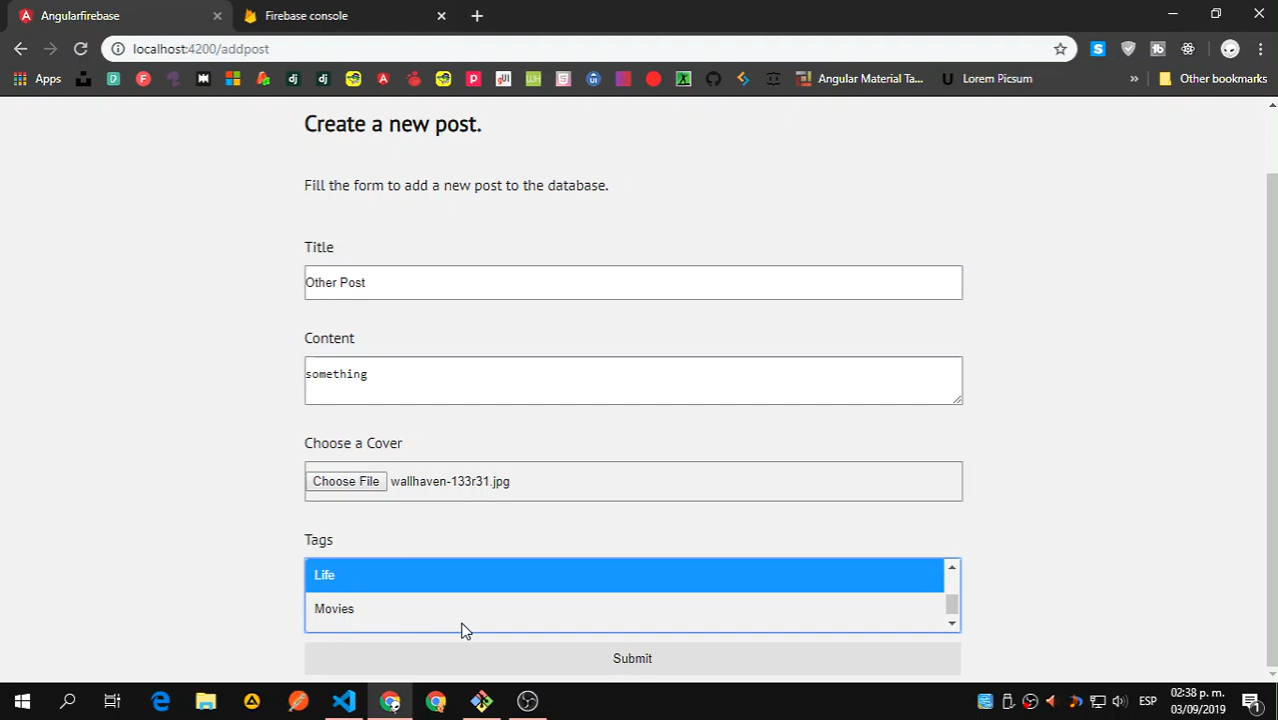 Angularfirebase
Firebase console
localhost:4200/addpost
Apps
Angular Material Ta...
Lorem Picsum
Other bookmarks
Create a new post.
Fill the form to add a new post to the database.
Title
Other Post
Content
something
Choose a Cover
Choose File wallhaven-133r31.jpg
Tags
Life
Movies
Submit
ESP
02:38 p. m.
03/09/2019